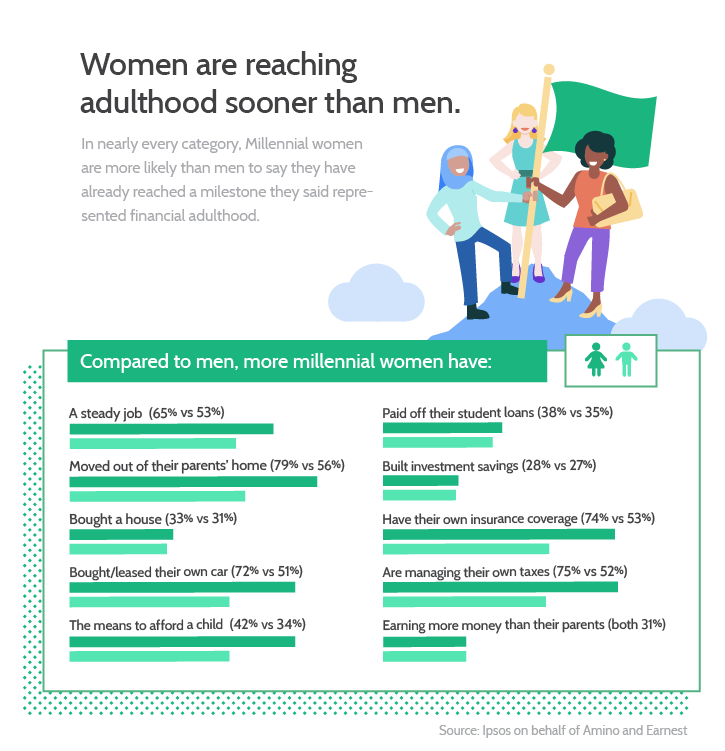 Women are reaching
adulthood sooner than men.
In nearly every category, Millennial women
are more likely than men to say they have
already reached a milestone they said repre-
sented financial adulthood.
Compared to men, more millennial women have:
A steady job (65% vs 53%)
Moved out of their parents' home (79% vs 56%)
Bought a house (33% vs 31%)
Bought/leased their own car (72% vs 51%)
The means to afford a child (42% vs 34%)
Paid off their student loans (38% vs 35%)
Built investment savings (28% vs 27%)
Have their own insurance coverage (74% vs 53%)
Are managing their own taxes (75% vs 52%)
Earning more money than their parents (both 31%)
Source: Ipsos on behalf of Amino and Earnest